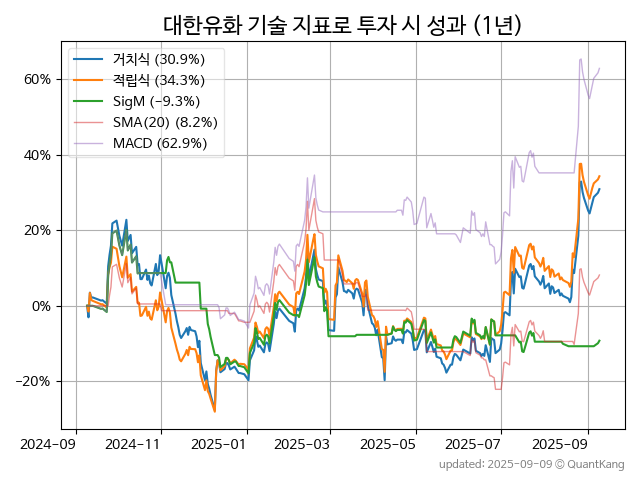 대한유화 기술 지표로 투자 시 성과 (1년)
거치식 (30.9%)
적립식 (34.3%)
SigM (−9.3%)
SMA(20) (8.2%)
MACD (62.9%)
60%
40%
20%
0%
−20%
2024-09 2024-11 2025-01 2025-03 2025-05 2025-07 2025-09
updated: 2025-09-09 © QuantKang